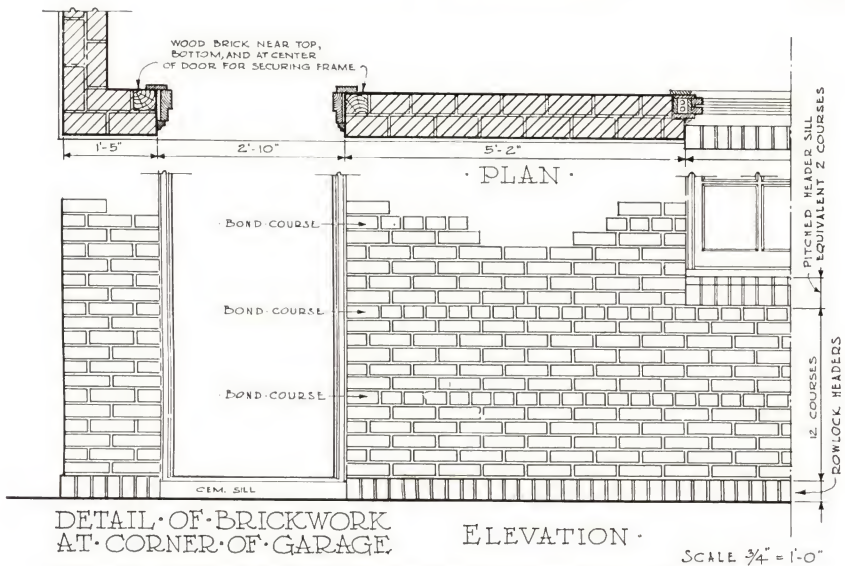 WOOD BRICK NEAR TOP,
BOTTOM, AND AT CENTER
OF DOOR FOR SECURING FRAME
1'-5"
2'-10"
5'-2"
· PLAN ·
PITCHED HEADER SILL
EQUIVALENT 2 COURSES
· BOND·COURSE
BOND·COURSE
· BOND·COURSE
12 COURSES
ROWLOCK HEADERS
CEM. SILL
DETAIL·OF·BRICKWORK
AT·CORNER·OF·GARAGE
ELEVATION ·
SCALE 3/4" = 1'-0"